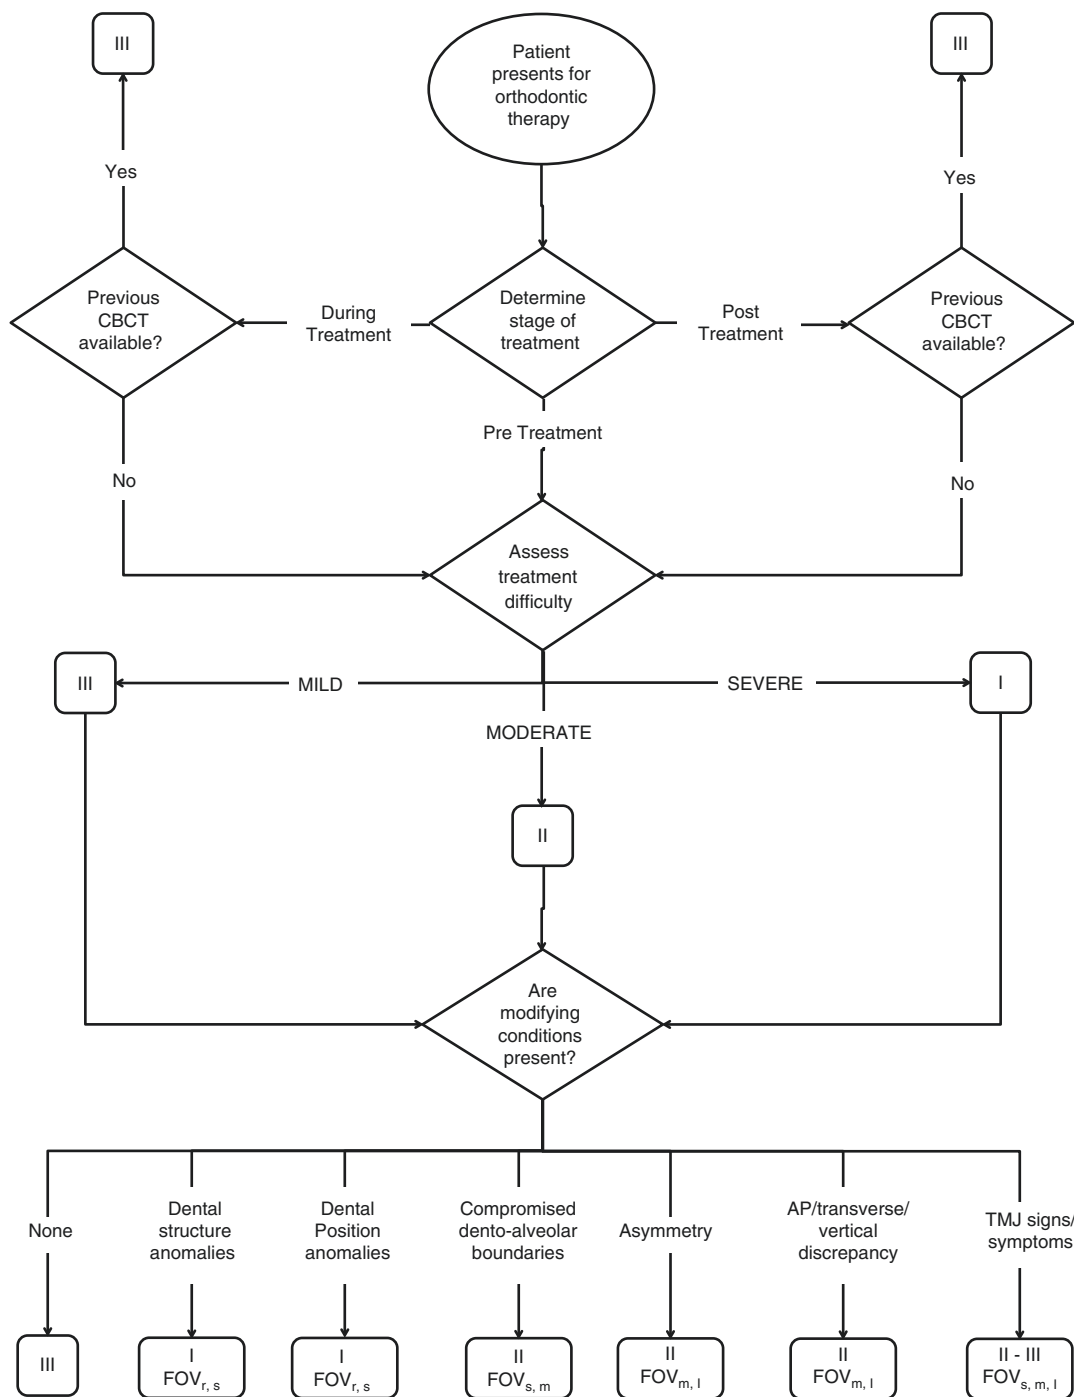 III
Patient
presents for
orthodontic
therapy
III
Yes
Yes
Previous
CBCT
available?
During
Treatment
Determine
stage of
treatment
Post
Treatment
Previous
CBCT
available?
Pre Treatment
No
No
Assess
treatment
difficulty
III
MILD
SEVERE
I
MODERATE
II
Are
modifying
conditions
present?
None
Dental
structure
anomalies
Dental
Position
anomalies
Compromised
dento-alveolar
boundaries
Asymmetry
AP/transverse/
vertical
discrepancy
TMJ signs/
symptoms
III
I
FOVr, s
I
FOVr, s
II
FOVs, m
II
FOVm, l
II
FOVm, l
II - III
FOVs, m, l